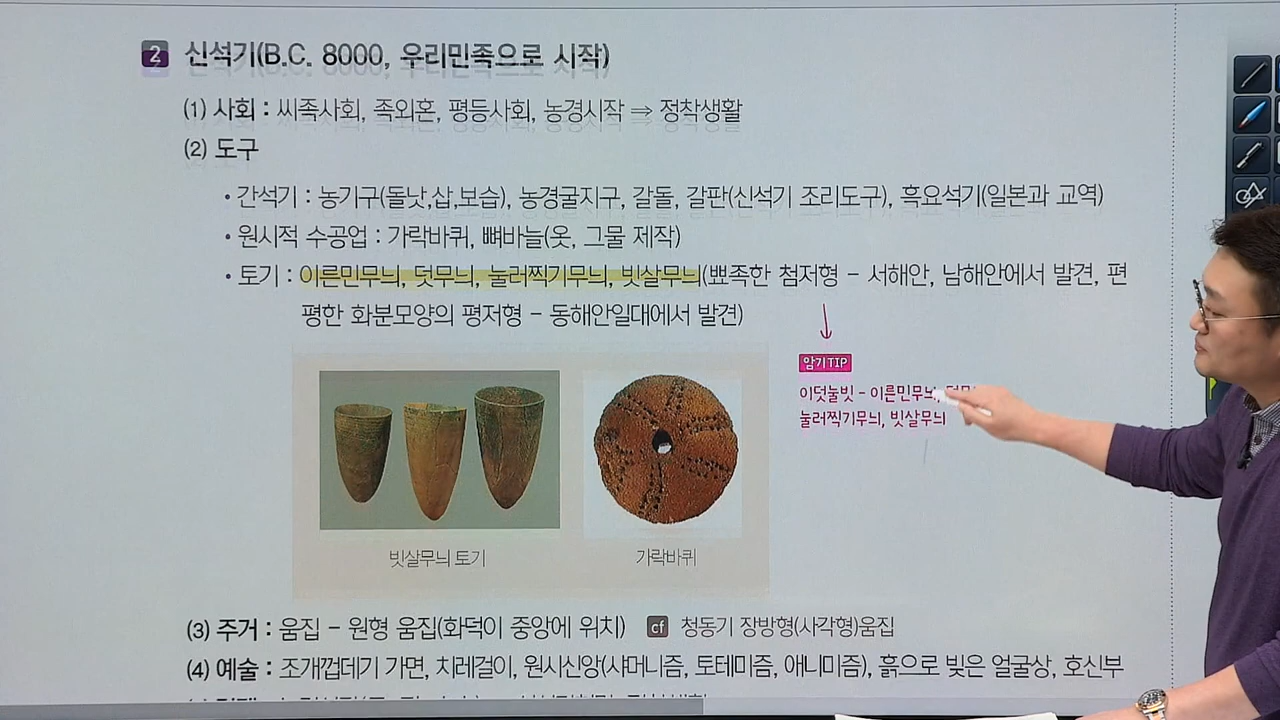 2 신석기(B.C. 8000, 우리민족으로 시작)
(1) 사회 : 씨족사회, 족외혼, 평등사회, 농경시작 ⇒ 정착생활
(2) 도구
• 간석기 : 농기구(돌낫,삽,보습), 농경굴지구, 갈돌, 갈판(신석기 조리도구), 흑요석기(일본과 교역)
• 원시적 수공업 : 가락바퀴, 뼈바늘(옷, 그물 제작)
• 토기 : 이른민무늬, 덧무늬, 눌러찍기무늬, 빗살무늬(뾰족한 첨저형 - 서해안, 남해안에서 발견, 편
평한 화분모양의 평저형 - 동해안일대에서 발견)
암기TIP
이덧눌빗 - 이른민무늬,
눌러찍기무늬, 빗살무늬
빗살무늬 토기
가락바퀴
(3) 주거 : 움집 - 원형 움집(화덕이 중앙에 위치) cf 청동기 장방형(사각형)움집
(4) 예술 : 조개껍데기 가면, 치레걸이, 원시신앙(샤머니즘, 토테미즘, 애니미즘), 흙으로 빚은 얼굴상, 호신부